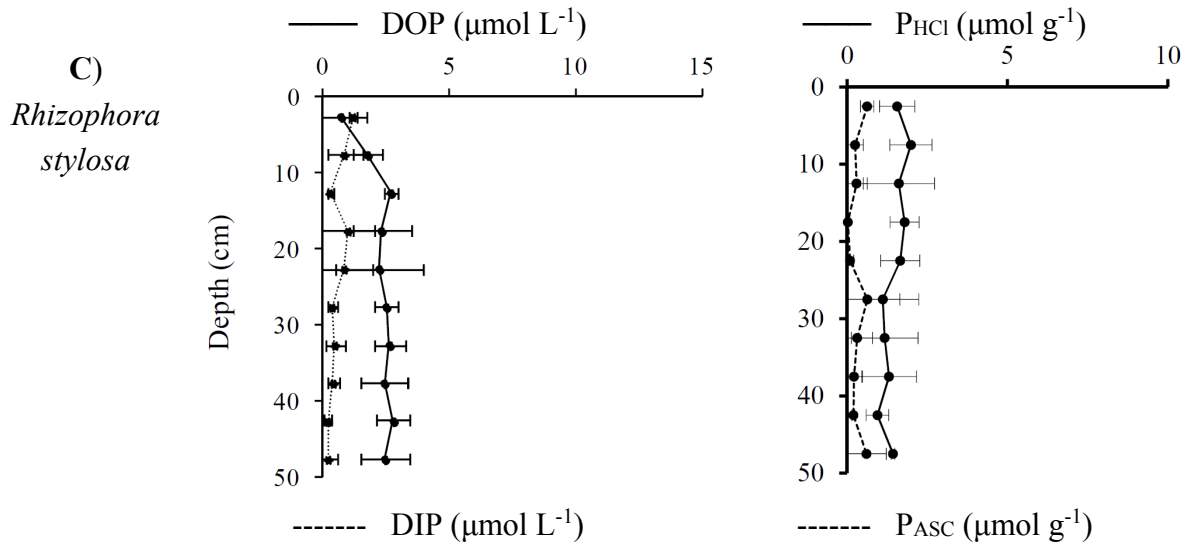 DOP (μmol L-1)
PHCl (μmol g-1)
C)
Rhizophora
stylosa
0 5 10 15
0
10
20
30
40
50
Depth (cm)
0 5 10
0
10
20
30
40
50
DIP (μmol L-1)
PASC (μmol g-1)